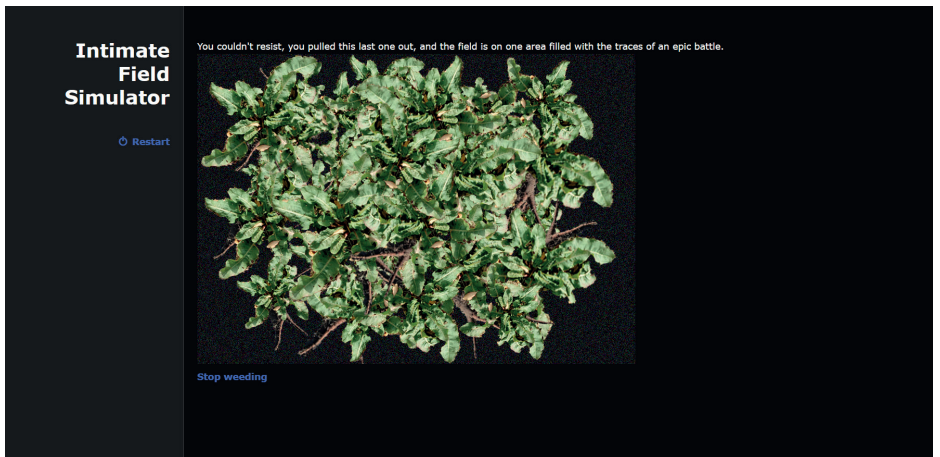 Intimate
Field
Simulator
Restart
You couldn't resist, you pulled this last one out, and the field is on one area filled with the traces of an epic battle.
Stop weeding